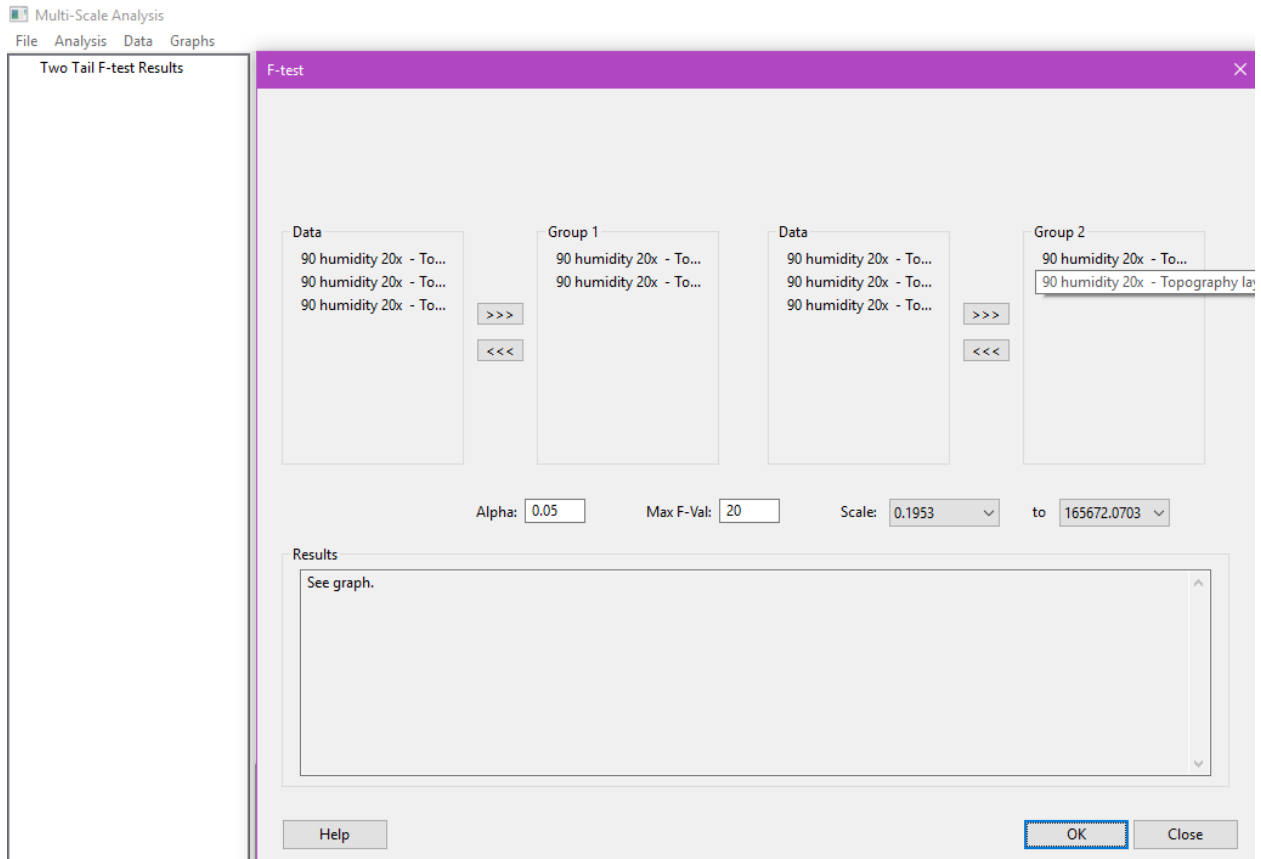 Multi-Scale Analysis
File Analysis Data Graphs
Two Tail F-test Results
F-test
Data
90 humidity 20x - To...
90 humidity 20x - To...
90 humidity 20x - To...
>>>
<<<
Group 1
90 humidity 20x - To...
90 humidity 20x - To...
Data
90 humidity 20x - To...
90 humidity 20x - To...
90 humidity 20x - To...
>>>
<<<
Group 2
90 humidity 20x - To...
90 humidity 20x - Topography lay
Alpha: 0.05 Max F-Val: 20 Scale: 0.1953 to 165672.0703
Results
See graph.
Help OK Close